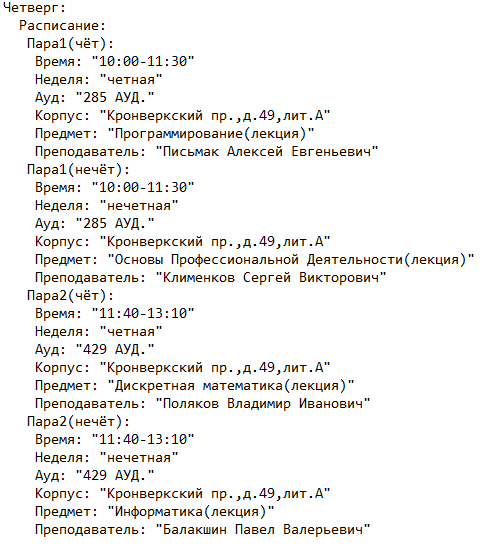 Четверг:
Расписание:
Пара1(чёт):
Время: "10:00-11:30"
Неделя: "четная"
Ауд: "285 АУД."
Корпус: "Кронверкский пр.,д.49,лит.А"
Предмет: "Программирование(лекция)"
Преподаватель: "Письмак Алексей Евгеньевич"
Пара1(нечёт):
Время: "10:00-11:30"
Неделя: "нечетная"
Ауд: "285 АУД."
Корпус: "Кронверкский пр.,д.49,лит.А"
Предмет: "Основы Профессиональной Деятельности(лекция)"
Преподаватель: "Клименков Сергей Викторович"
Пара2(чёт):
Время: "11:40-13:10"
Неделя: "четная"
Ауд: "429 АУД."
Корпус: "Кронверкский пр.,д.49,лит.А"
Предмет: "Дискретная математика(лекция)"
Преподаватель: "Поляков Владимир Иванович"
Пара2(нечёт):
Время: "11:40-13:10"
Неделя: "нечетная"
Ауд: "429 АУД."
Корпус: "Кронверкский пр.,д.49,лит.А"
Предмет: "Информатика(лекция)"
Преподаватель: "Балакшин Павел Валерьевич"